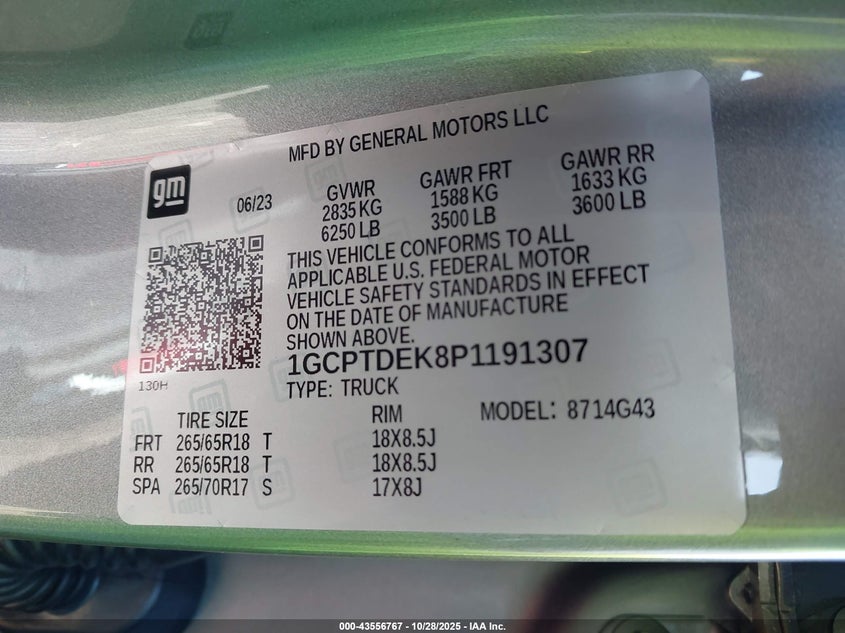 MFD BY GENERAL MOTORS LLC
gm
06/23
GVWR GAWR FRT GAWR RR
2835 KG 1588 KG 1633 KG
6250 LB 3500 LB 3600 LB
THIS VEHICLE CONFORMS TO ALL
APPLICABLE U.S. FEDERAL MOTOR
VEHICLE SAFETY STANDARDS IN EFFECT
ON THE DATE OF MANUFACTURE
SHOWN ABOVE.
1GCPTDEK8P1191307
130H
TYPE: TRUCK
TIRE SIZE RIM MODEL: 8714G43
FRT 265/65R18 T 18X8.5J
RR 265/65R18 T 18X8.5J
SPA 265/70R17 S 17X8J
000-43556767 | 10/28/2025 - IAA Inc.